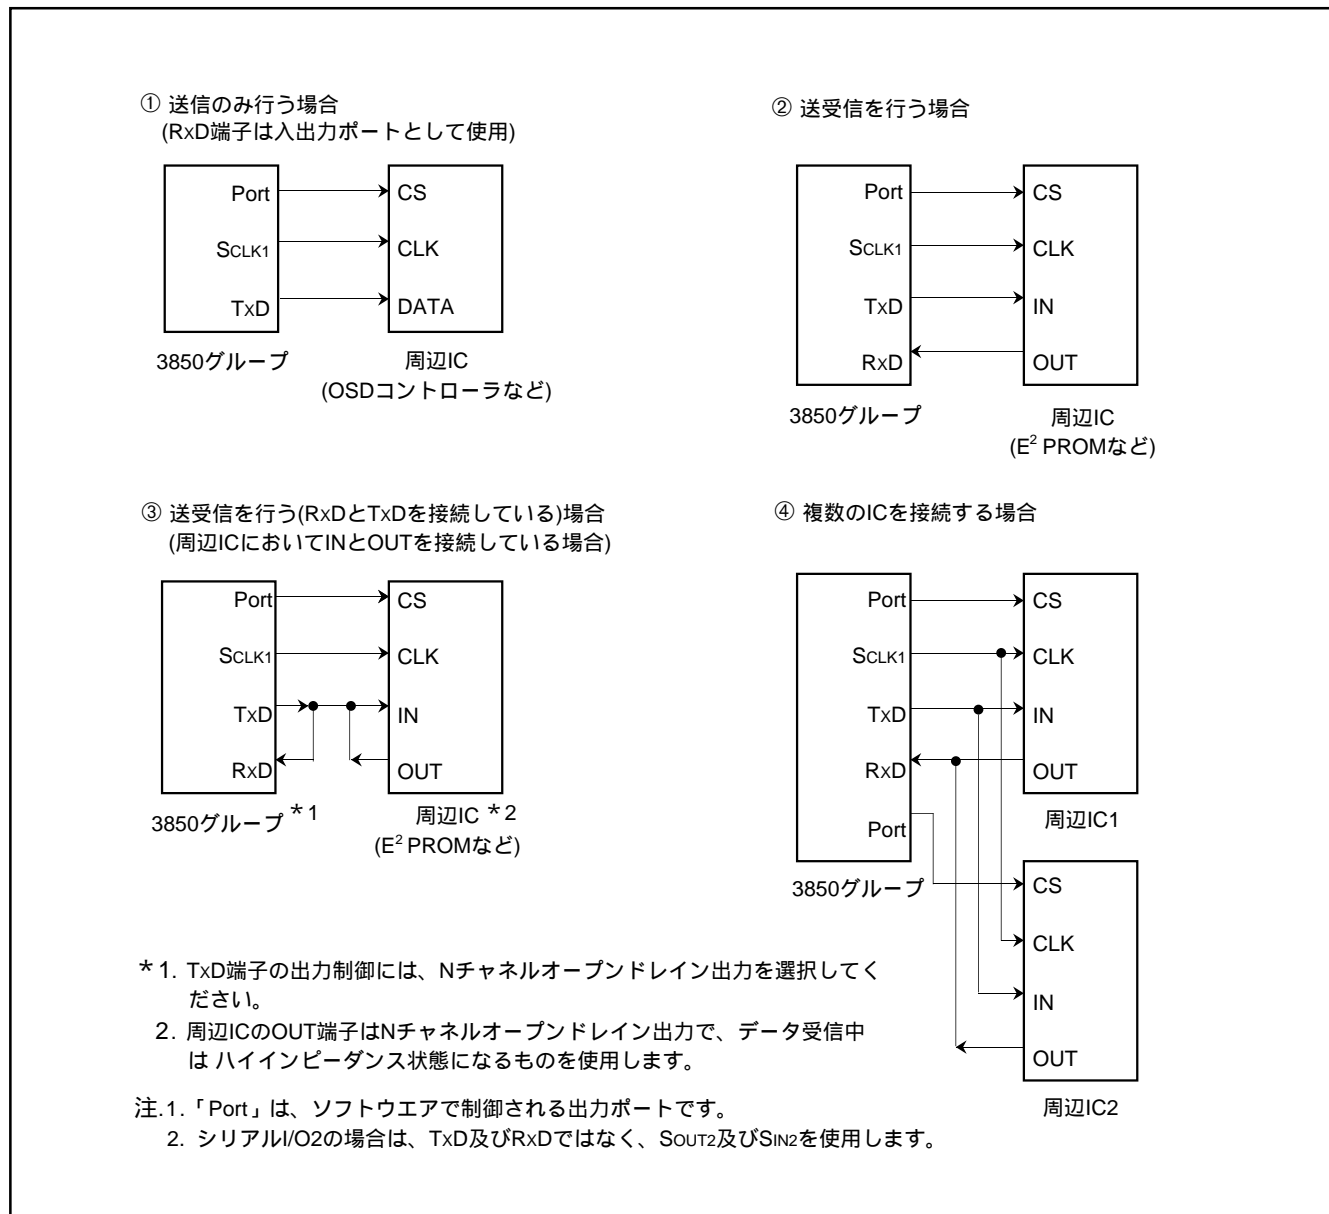 ① 送信のみ行う場合
(RxD端子は入出力ポートとして使用)
Port
SCLK1
TxD
CS
CLK
DATA
3850グループ
周辺IC
(OSDコントローラなど)
② 送受信を行う場合
Port
SCLK1
TxD
RxD
CS
CLK
IN
OUT
3850グループ
周辺IC
(E² PROMなど)
③ 送受信を行う(RxDとTxDを接続している)場合
(周辺ICにおいてINとOUTを接続している場合)
Port
SCLK1
TxD
RxD
CS
CLK
IN
OUT
3850グループ *1
周辺IC *2
(E² PROMなど)
④ 複数のICを接続する場合
Port
SCLK1
TxD
RxD
Port
CS
CLK
IN
OUT
周辺IC1
3850グループ
CS
CLK
IN
OUT
周辺IC2
*1. TxD端子の出力制御には、Nチャネルオープンドレイン出力を選択してく
ださい。
2. 周辺ICのOUT端子はNチャネルオープンドレイン出力で、データ受信中
は ハイインピーダンス状態になるものを使用します。
注.1.「Port」は、ソフトウエアで制御される出力ポートです。
2. シリアルI/O2の場合は、TxD及びRxDではなく、SOUT2及びSIN2を使用します。